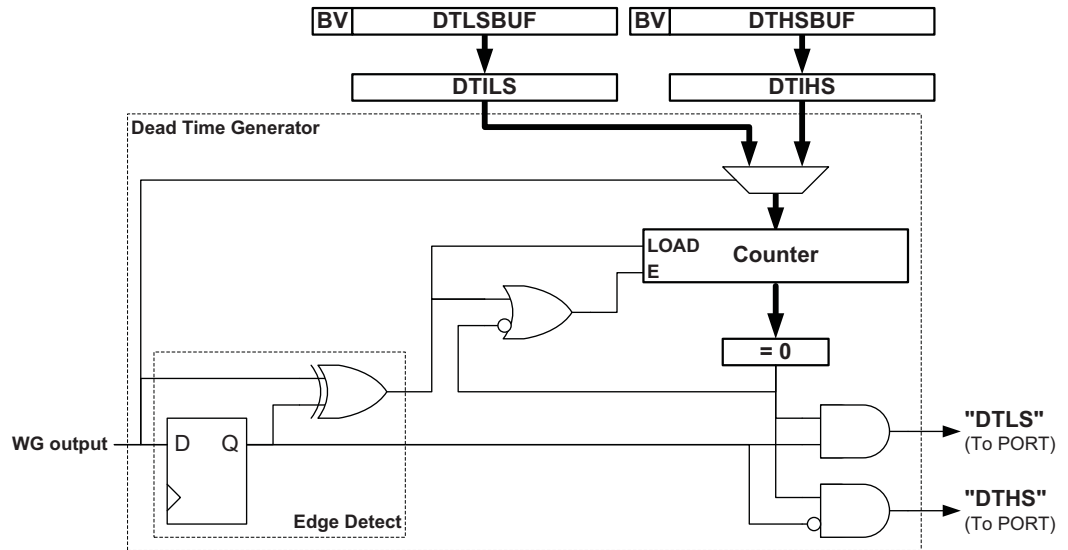 BV DTLSBUF BV DTHSBUF
DTILS DTIHS
Dead Time Generator
LOAD
Counter
E
= 0
"DTLS"
(To PORT)
WG output
D Q
"DTHS"
(To PORT)
Edge Detect